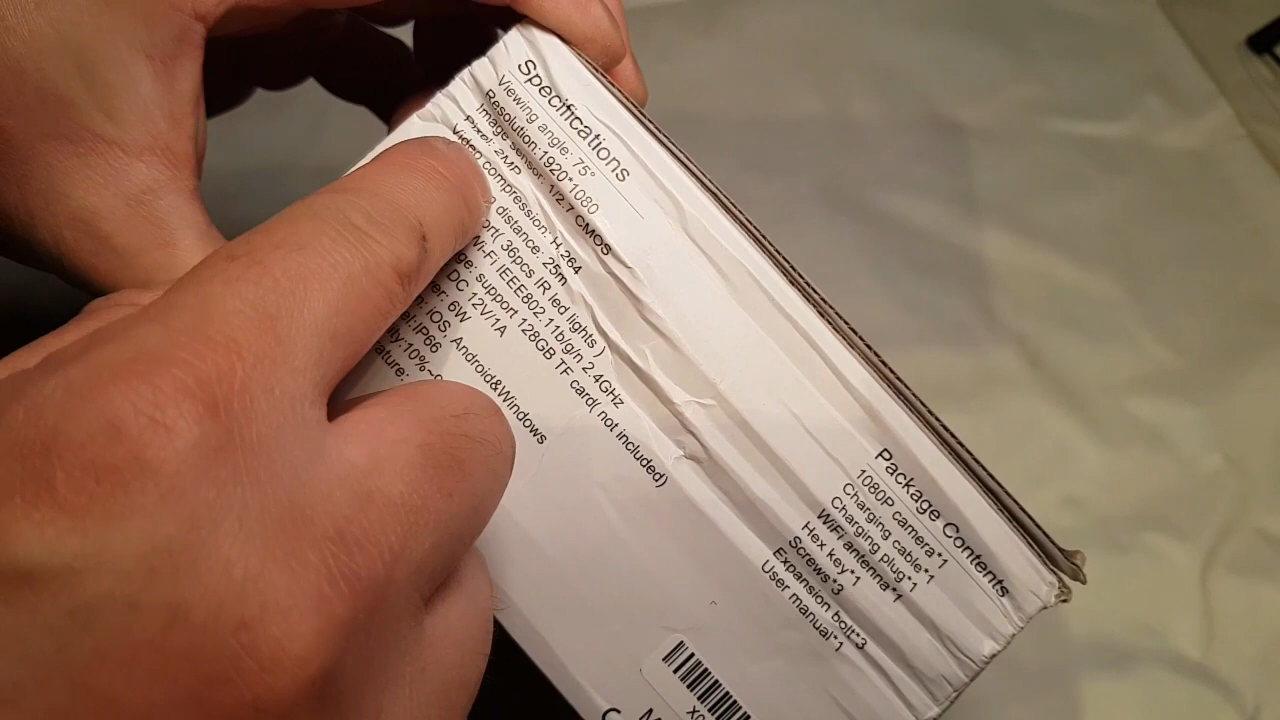 Specifications
Viewing angle: 75°
Resolution:1920*1080
Image sensor: 1/2.7 CMOS
Pixel: 2MP
Video compression: H.264
distance: 25m
( 36pcs IR led lights )
Wi-Fi IEEE802.11b/g/n, 2.4GHz
support 128GB TF card( not included)
DC 12V/1A
6W
iOS, Android&Windows
IP66
10%~
Package Contents
1080P camera*1
Charging cable*1
Charging plug*1
WiFi antenna*1
Hex key*1
Screws*3
Expansion bolt*3
User manual*1